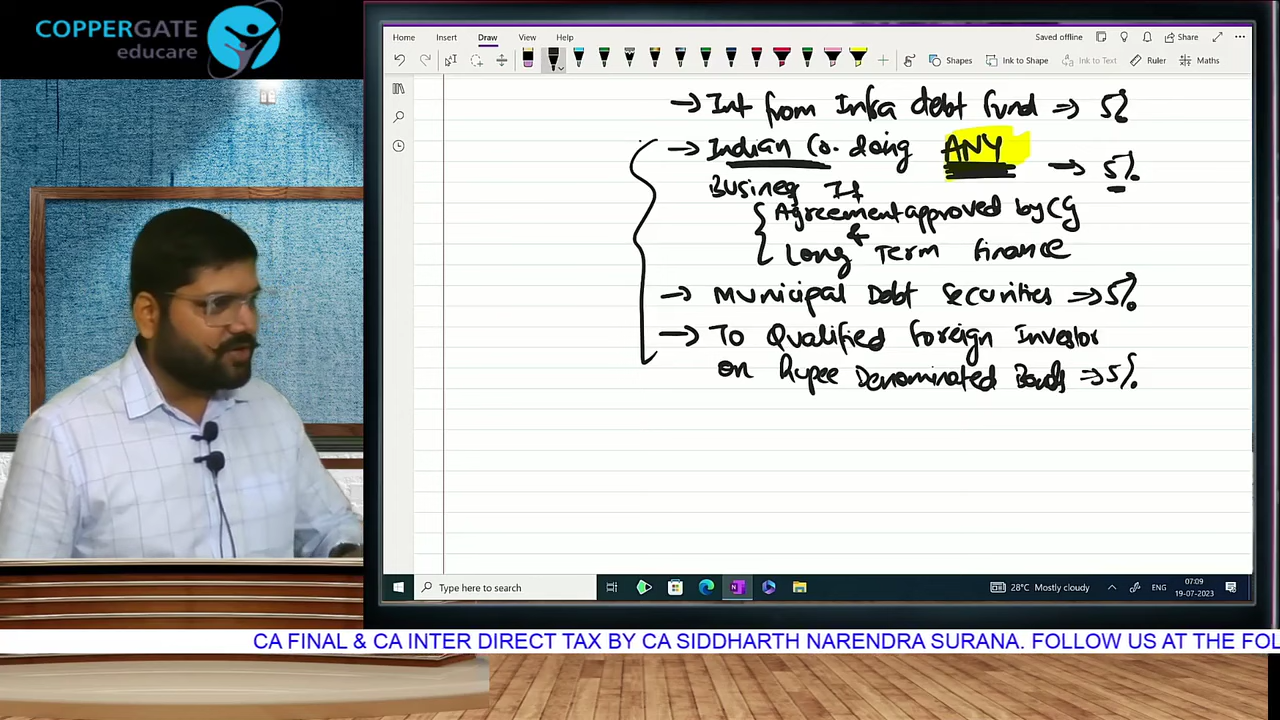 COPPERGATE
educare
Home Insert Draw View Help
Saved offline
Share
Shapes
Ink to Shape
Ink to Text
Ruler
Maths
→ Int from Infra debt fund ⇒ 5%
→ Indian Co. doing ANY → 5%
Business If
Agreement approved by CG
&
Long Term finance
→ Municipal Debt Securities ⇒ 5%
→ To Qualified foreign Investor
on Rupee Denominated Bonds ⇒ 5%
Type here to search
28°C Mostly cloudy
ENG
07:09
19-07-2023
CA FINAL & CA INTER DIRECT TAX BY CA SIDDHARTH NARENDRA SURANA. FOLLOW US AT THE FOL